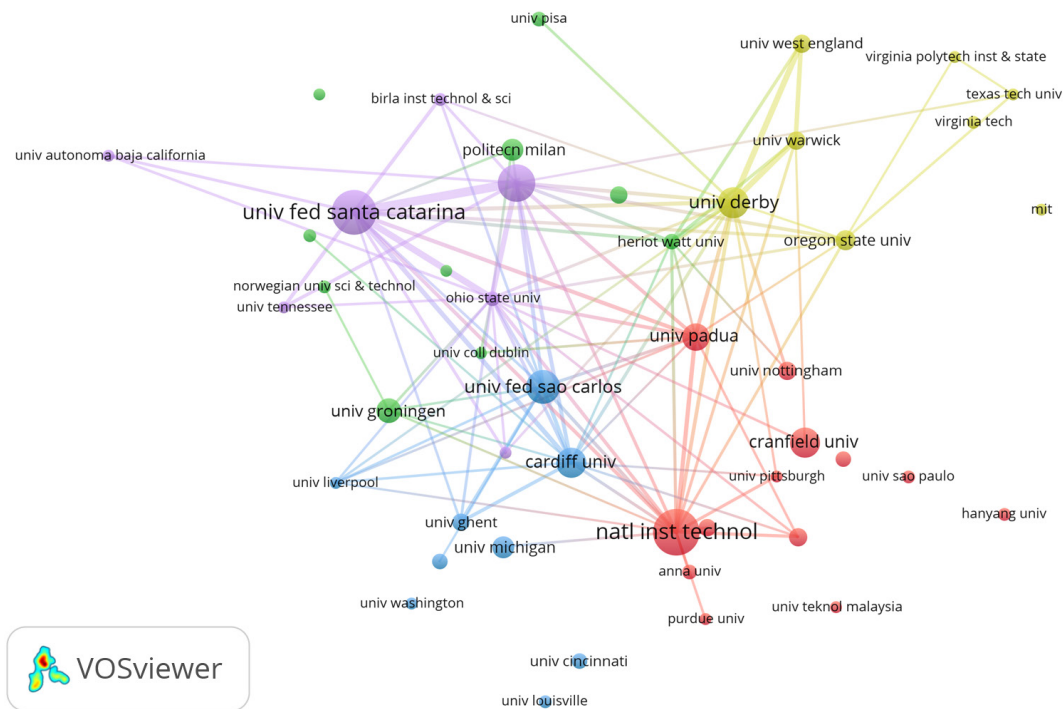 univ pisa
univ west england
virginia polytech inst & state
birla inst technol & sci
texas tech univ
virginia tech
univ warwick
politecn milan
univ autonoma baja california
univ derby
mit
univ fed santa catarina
heriot watt univ
oregon state univ
norwegian univ sci & technol
ohio state univ
univ tennessee
univ padua
univ coll dublin
univ nottingham
univ fed sao carlos
univ groningen
cranfield univ
cardiff univ
univ pittsburgh
univ sao paulo
univ liverpool
hanyang univ
univ ghent
natl inst technol
univ michigan
anna univ
univ washington
univ teknol malaysia
purdue univ
univ cincinnati
VOSviewer
univ louisville